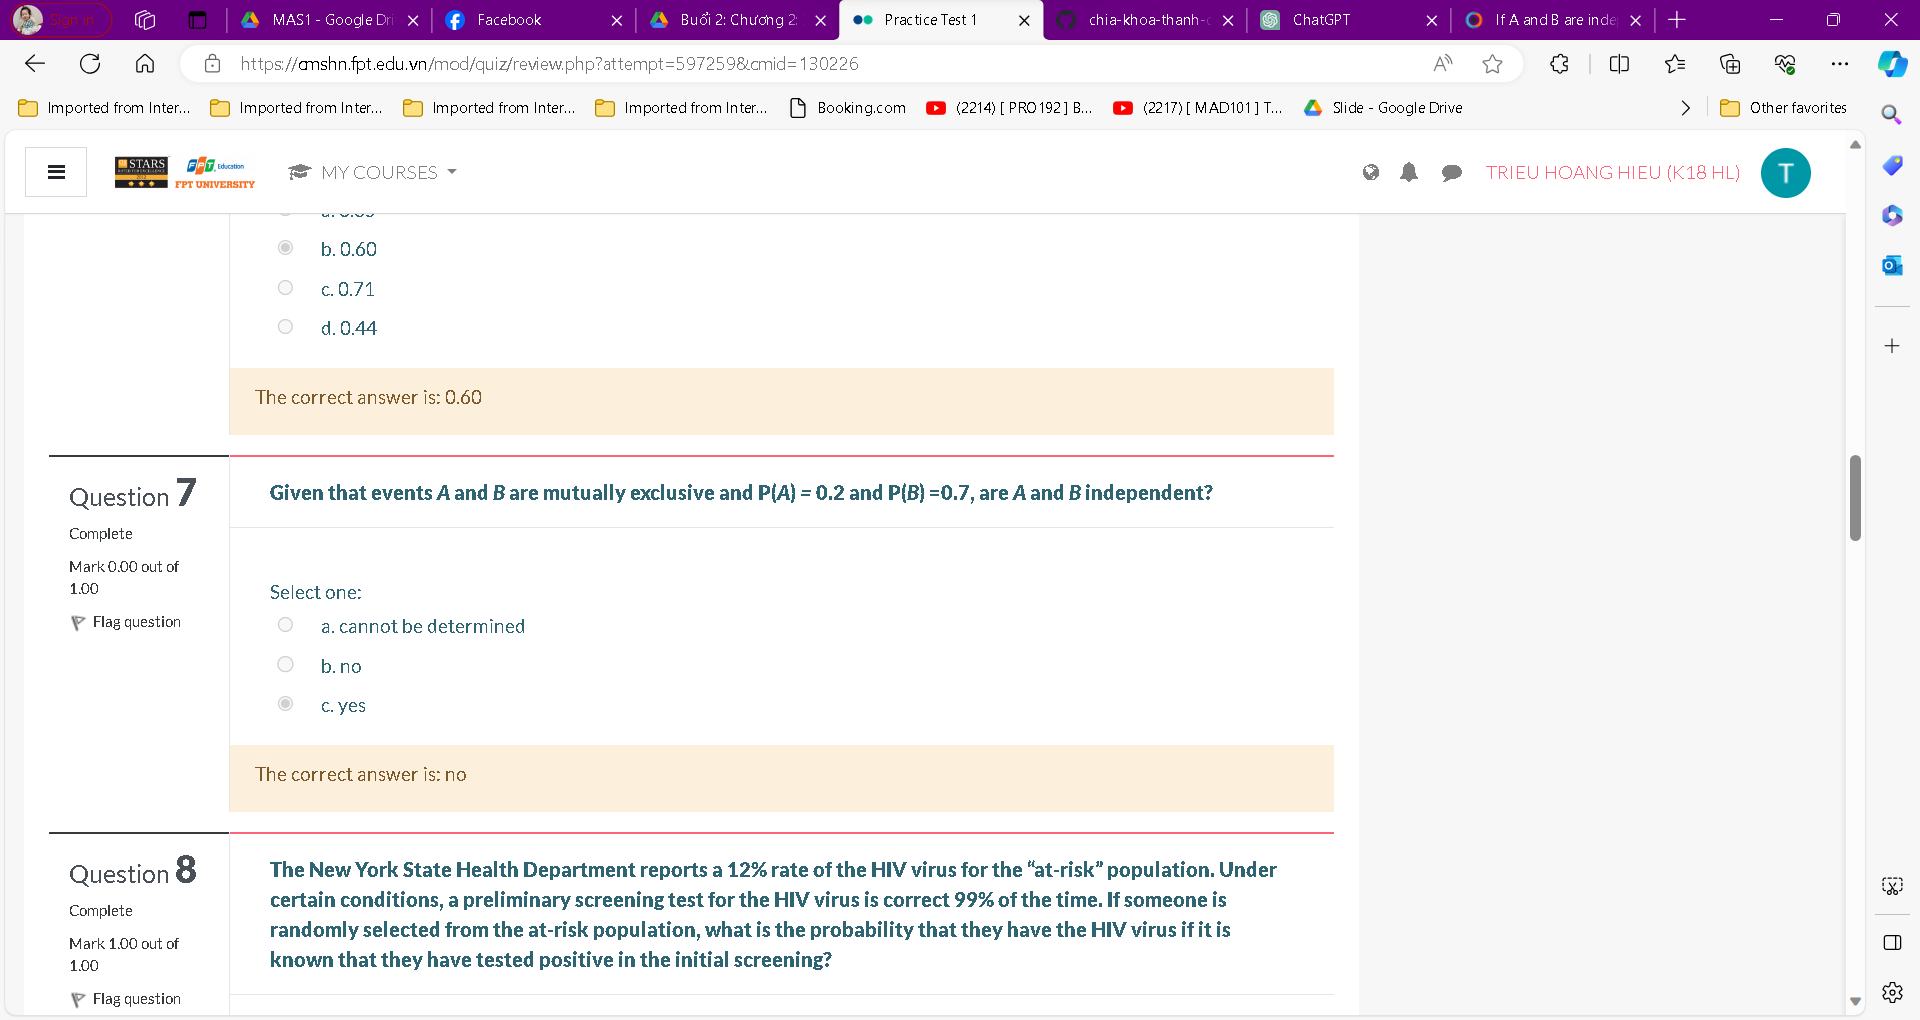 Sign in
MAS1 - Google Dri
Facebook
Buổi 2: Chương 2:
Practice Test 1
chia-khoa-thanh-c
ChatGPT
If A and B are inde
https://cmshn.fpt.edu.vn/mod/quiz/review.php?attempt=597259&cmid=130226
Imported from Inter...
Imported from Inter...
Imported from Inter...
Imported from Inter...
Booking.com
(2214) [ PRO192 ] B...
(2217) [ MAD101 ] T...
Slide - Google Drive
Other favorites
STARS
FPT Education
FPT UNIVERSITY
MY COURSES
TRIEU HOANG HIEU (K18 HL)
T
b. 0.60
c. 0.71
d. 0.44
The correct answer is: 0.60
Question 7
Complete
Mark 0.00 out of
1.00
Flag question
Given that events A and B are mutually exclusive and P(A) = 0.2 and P(B) =0.7, are A and B independent?
Select one:
a. cannot be determined
b. no
c. yes
The correct answer is: no
Question 8
Complete
Mark 1.00 out of
1.00
Flag question
The New York State Health Department reports a 12% rate of the HIV virus for the “at-risk” population. Under
certain conditions, a preliminary screening test for the HIV virus is correct 99% of the time. If someone is
randomly selected from the at-risk population, what is the probability that they have the HIV virus if it is
known that they have tested positive in the initial screening?